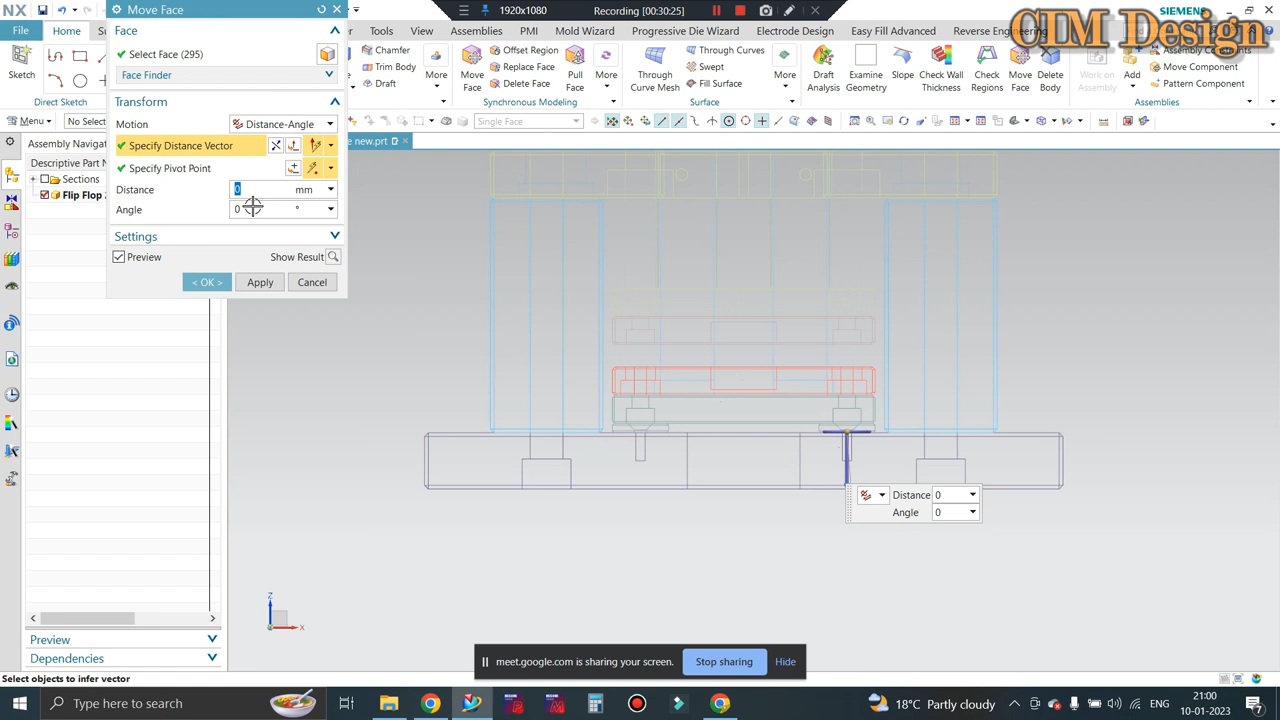 NX
Move Face
1920x1080
Recording [00:30:25]
SIEMENS
CIM Design
File
Home
Tools
View
Assemblies
PMI
Mold Wizard
Progressive Die Wizard
Electrode Design
Easy Fill Advanced
Reverse Engineering
Face
Select Face (295)
Face Finder
Transform
Motion
Distance-Angle
Specify Distance Vector
Specify Pivot Point
Distance
0
mm
Angle
0
°
Settings
Preview
Show Result
< OK >
Apply
Cancel
Sketch
Direct Sketch
Menu
No Selec
Chamfer
Trim Body
Draft
More
Move Face
Offset Region
Replace Face
Delete Face
Pull Face
More
Synchronous Modeling
Through Curve Mesh
Through Curves
Swept
Fill Surface
More
Surface
Draft Analysis
Examine Geometry
Slope
Check Wall Thickness
Check Regions
Move Face
Delete Body
Work on Assembly
Add
Assembly Constraints
Move Component
Pattern Component
Assemblies
Single Face
Assembly Navigat
e new.prt
Descriptive Part N
Sections
Flip Flop 2
Distance 0
Angle 0
Z
X
Preview
Dependencies
Select objects to infer vector
meet.google.com is sharing your screen.
Stop sharing
Hide
Type here to search
18°C Partly cloudy
ENG
21:00
10-01-2023